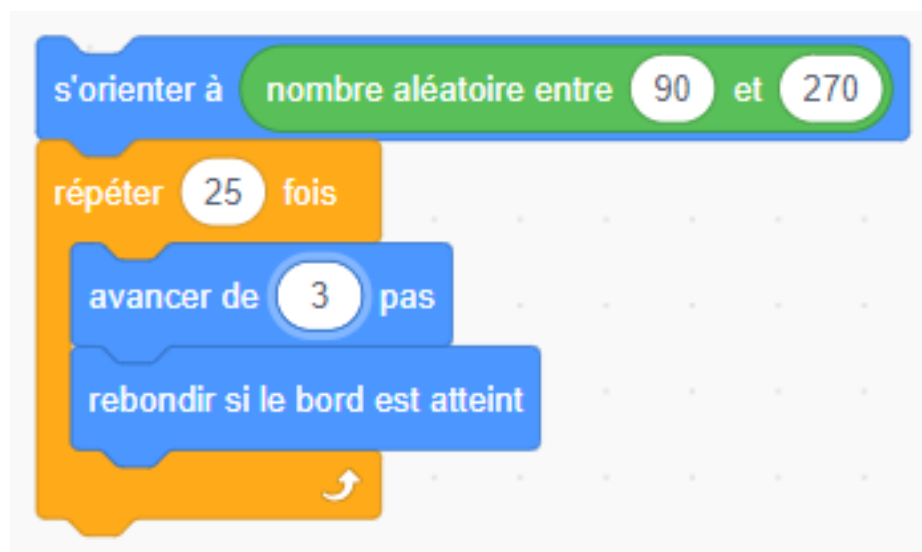 s'orienter à nombre aléatoire entre 90 et 270
répéter 25 fois
avancer de 3 pas
rebondir si le bord est atteint